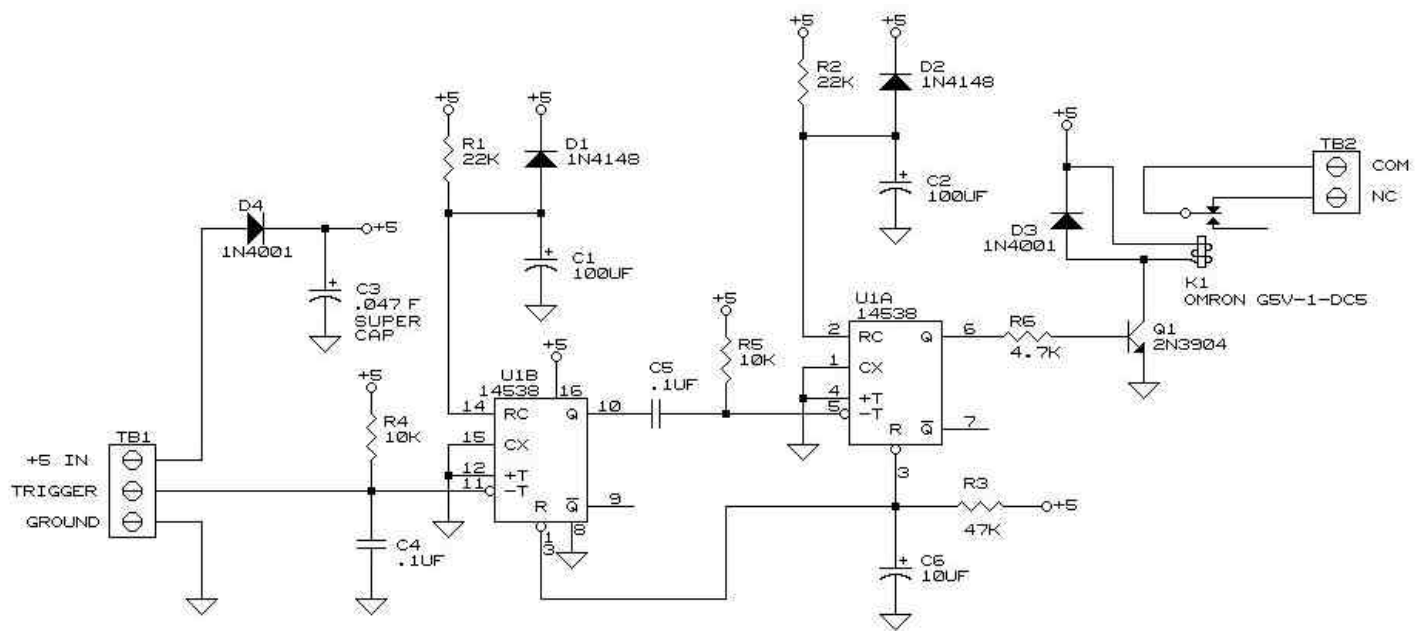 +5
+5
R2
22K
D2
1N4148
+5
+5
R1
22K
D1
1N4148
+5
TB2
COM
NC
C2
100UF
D4
1N4001
+5
C3
.047 F
SUPER
CAP
C1
100UF
D3
1N4001
K1
OMRON G5V-1-DC5
+5
R5
10K
U1A
14538
2
RC
Q
6
1
CX
4
+T
5
-T
R
Q
7
3
R6
4.7K
Q1
2N3904
+5
C5
.1UF
+5
R4
10K
U1B
14538
16
14
RC
Q
10
15
CX
12
+T
11
-T
R
Q
9
8
13
TB1
+5 IN
TRIGGER
GROUND
C4
.1UF
R3
47K
+5
C6
10UF